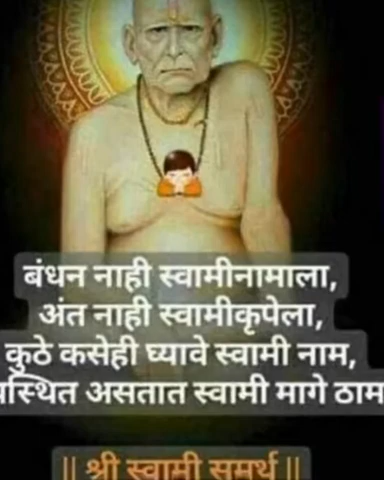 बंधन नाही स्वामीनामाला,
अंत नाही स्वामीकृपेला,
कुठे कसेही घ्यावे स्वामी नाम,
असतात स्वामी मागे ठाम
|| श्री स्वामी समर्थ ||